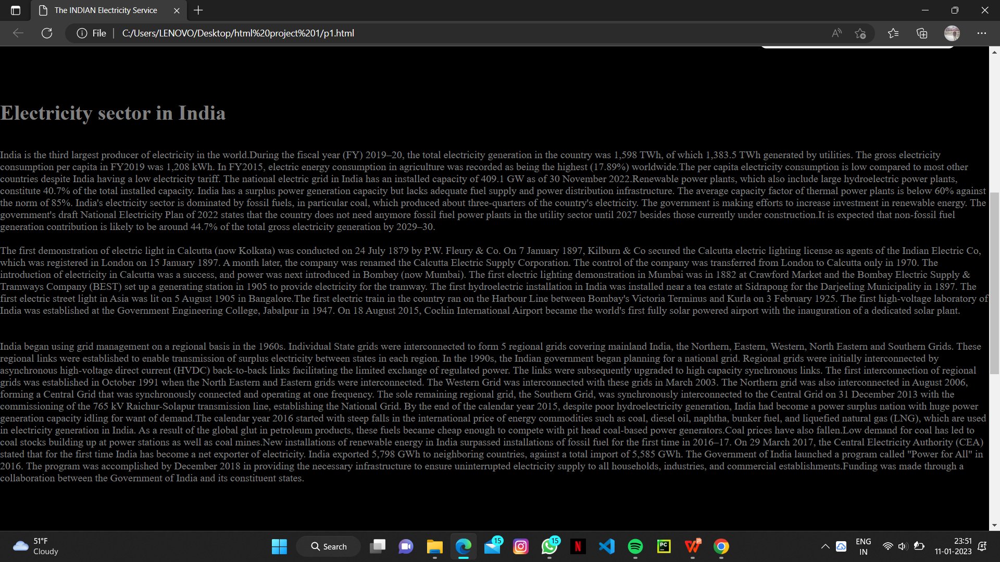 The INDIAN Electricity Service
File
C:/Users/LENOVO/Desktop/html%20project%201/p1.html
Electricity sector in India
India is the third largest producer of electricity in the world.During the fiscal year (FY) 2019–20, the total electricity generation in the country was 1,598 TWh, of which 1,383.5 TWh generated by utilities. The gross electricity
consumption per capita in FY2019 was 1,208 kWh. In FY2015, electric energy consumption in agriculture was recorded as being the highest (17.89%) worldwide.The per capita electricity consumption is low compared to most other
countries despite India having a low electricity tariff. The national electric grid in India has an installed capacity of 409.1 GW as of 30 November 2022.Renewable power plants, which also include large hydroelectric power plants,
constitute 40.7% of the total installed capacity. India has a surplus power generation capacity but lacks adequate fuel supply and power distribution infrastructure. The average capacity factor of thermal power plants is below 60% against
the norm of 85%. India's electricity sector is dominated by fossil fuels, in particular coal, which produced about three-quarters of the country's electricity. The government is making efforts to increase investment in renewable energy. The
government's draft National Electricity Plan of 2022 states that the country does not need anymore fossil fuel power plants in the utility sector until 2027 besides those currently under construction.It is expected that non-fossil fuel
generation contribution is likely to be around 44.7% of the total gross electricity generation by 2029–30.
The first demonstration of electric light in Calcutta (now Kolkata) was conducted on 24 July 1879 by P.W. Fleury & Co. On 7 January 1897, Kilburn & Co secured the Calcutta electric lighting license as agents of the Indian Electric Co,
which was registered in London on 15 January 1897. A month later, the company was renamed the Calcutta Electric Supply Corporation. The control of the company was transferred from London to Calcutta only in 1970. The
introduction of electricity in Calcutta was a success, and power was next introduced in Bombay (now Mumbai). The first electric lighting demonstration in Mumbai was in 1882 at Crawford Market and the Bombay Electric Supply &
Tramways Company (BEST) set up a generating station in 1905 to provide electricity for the tramway. The first hydroelectric installation in India was installed near a tea estate at Sidrapong for the Darjeeling Municipality in 1897. The
first electric street light in Asia was lit on 5 August 1905 in Bangalore.The first electric train in the country ran on the Harbour Line between Bombay's Victoria Terminus and Kurla on 3 February 1925. The first high-voltage laboratory of
India was established at the Government Engineering College, Jabalpur in 1947. On 18 August 2015, Cochin International Airport became the world's first fully solar powered airport with the inauguration of a dedicated solar plant.
India began using grid management on a regional basis in the 1960s. Individual State grids were interconnected to form 5 regional grids covering mainland India, the Northern, Eastern, Western, North Eastern and Southern Grids. These
regional links were established to enable transmission of surplus electricity between states in each region. In the 1990s, the Indian government began planning for a national grid. Regional grids were initially interconnected by
asynchronous high-voltage direct current (HVDC) back-to-back links facilitating the limited exchange of regulated power. The links were subsequently upgraded to high capacity synchronous links. The first interconnection of regional
grids was established in October 1991 when the North Eastern and Eastern grids were interconnected. The Western Grid was interconnected with these grids in March 2003. The Northern grid was also interconnected in August 2006,
forming a Central Grid that was synchronously connected and operating at one frequency. The sole remaining regional grid, the Southern Grid, was synchronously interconnected to the Central Grid on 31 December 2013 with the
commissioning of the 765 kV Raichur-Solapur transmission line, establishing the National Grid. By the end of the calendar year 2015, despite poor hydroelectricity generation, India had become a power surplus nation with huge power
generation capacity idling for want of demand.The calendar year 2016 started with steep falls in the international price of energy commodities such as coal, diesel oil, naphtha, bunker fuel, and liquefied natural gas (LNG), which are used
in electricity generation in India. As a result of the global glut in petroleum products, these fuels became cheap enough to compete with pit head coal-based power generators.Coal prices have also fallen.Low demand for coal has led to
coal stocks building up at power stations as well as coal mines.New installations of renewable energy in India surpassed installations of fossil fuel for the first time in 2016–17. On 29 March 2017, the Central Electricity Authority (CEA)
stated that for the first time India has become a net exporter of electricity. India exported 5,798 GWh to neighboring countries, against a total import of 5,585 GWh. The Government of India launched a program called "Power for All" in
2016. The program was accomplished by December 2018 in providing the necessary infrastructure to ensure uninterrupted electricity supply to all households, industries, and commercial establishments.Funding was made through a
collaboration between the Government of India and its constituent states.
51°F
Cloudy
Search
15
15
N
PC
ENG
IN
23:51
11-01-2023